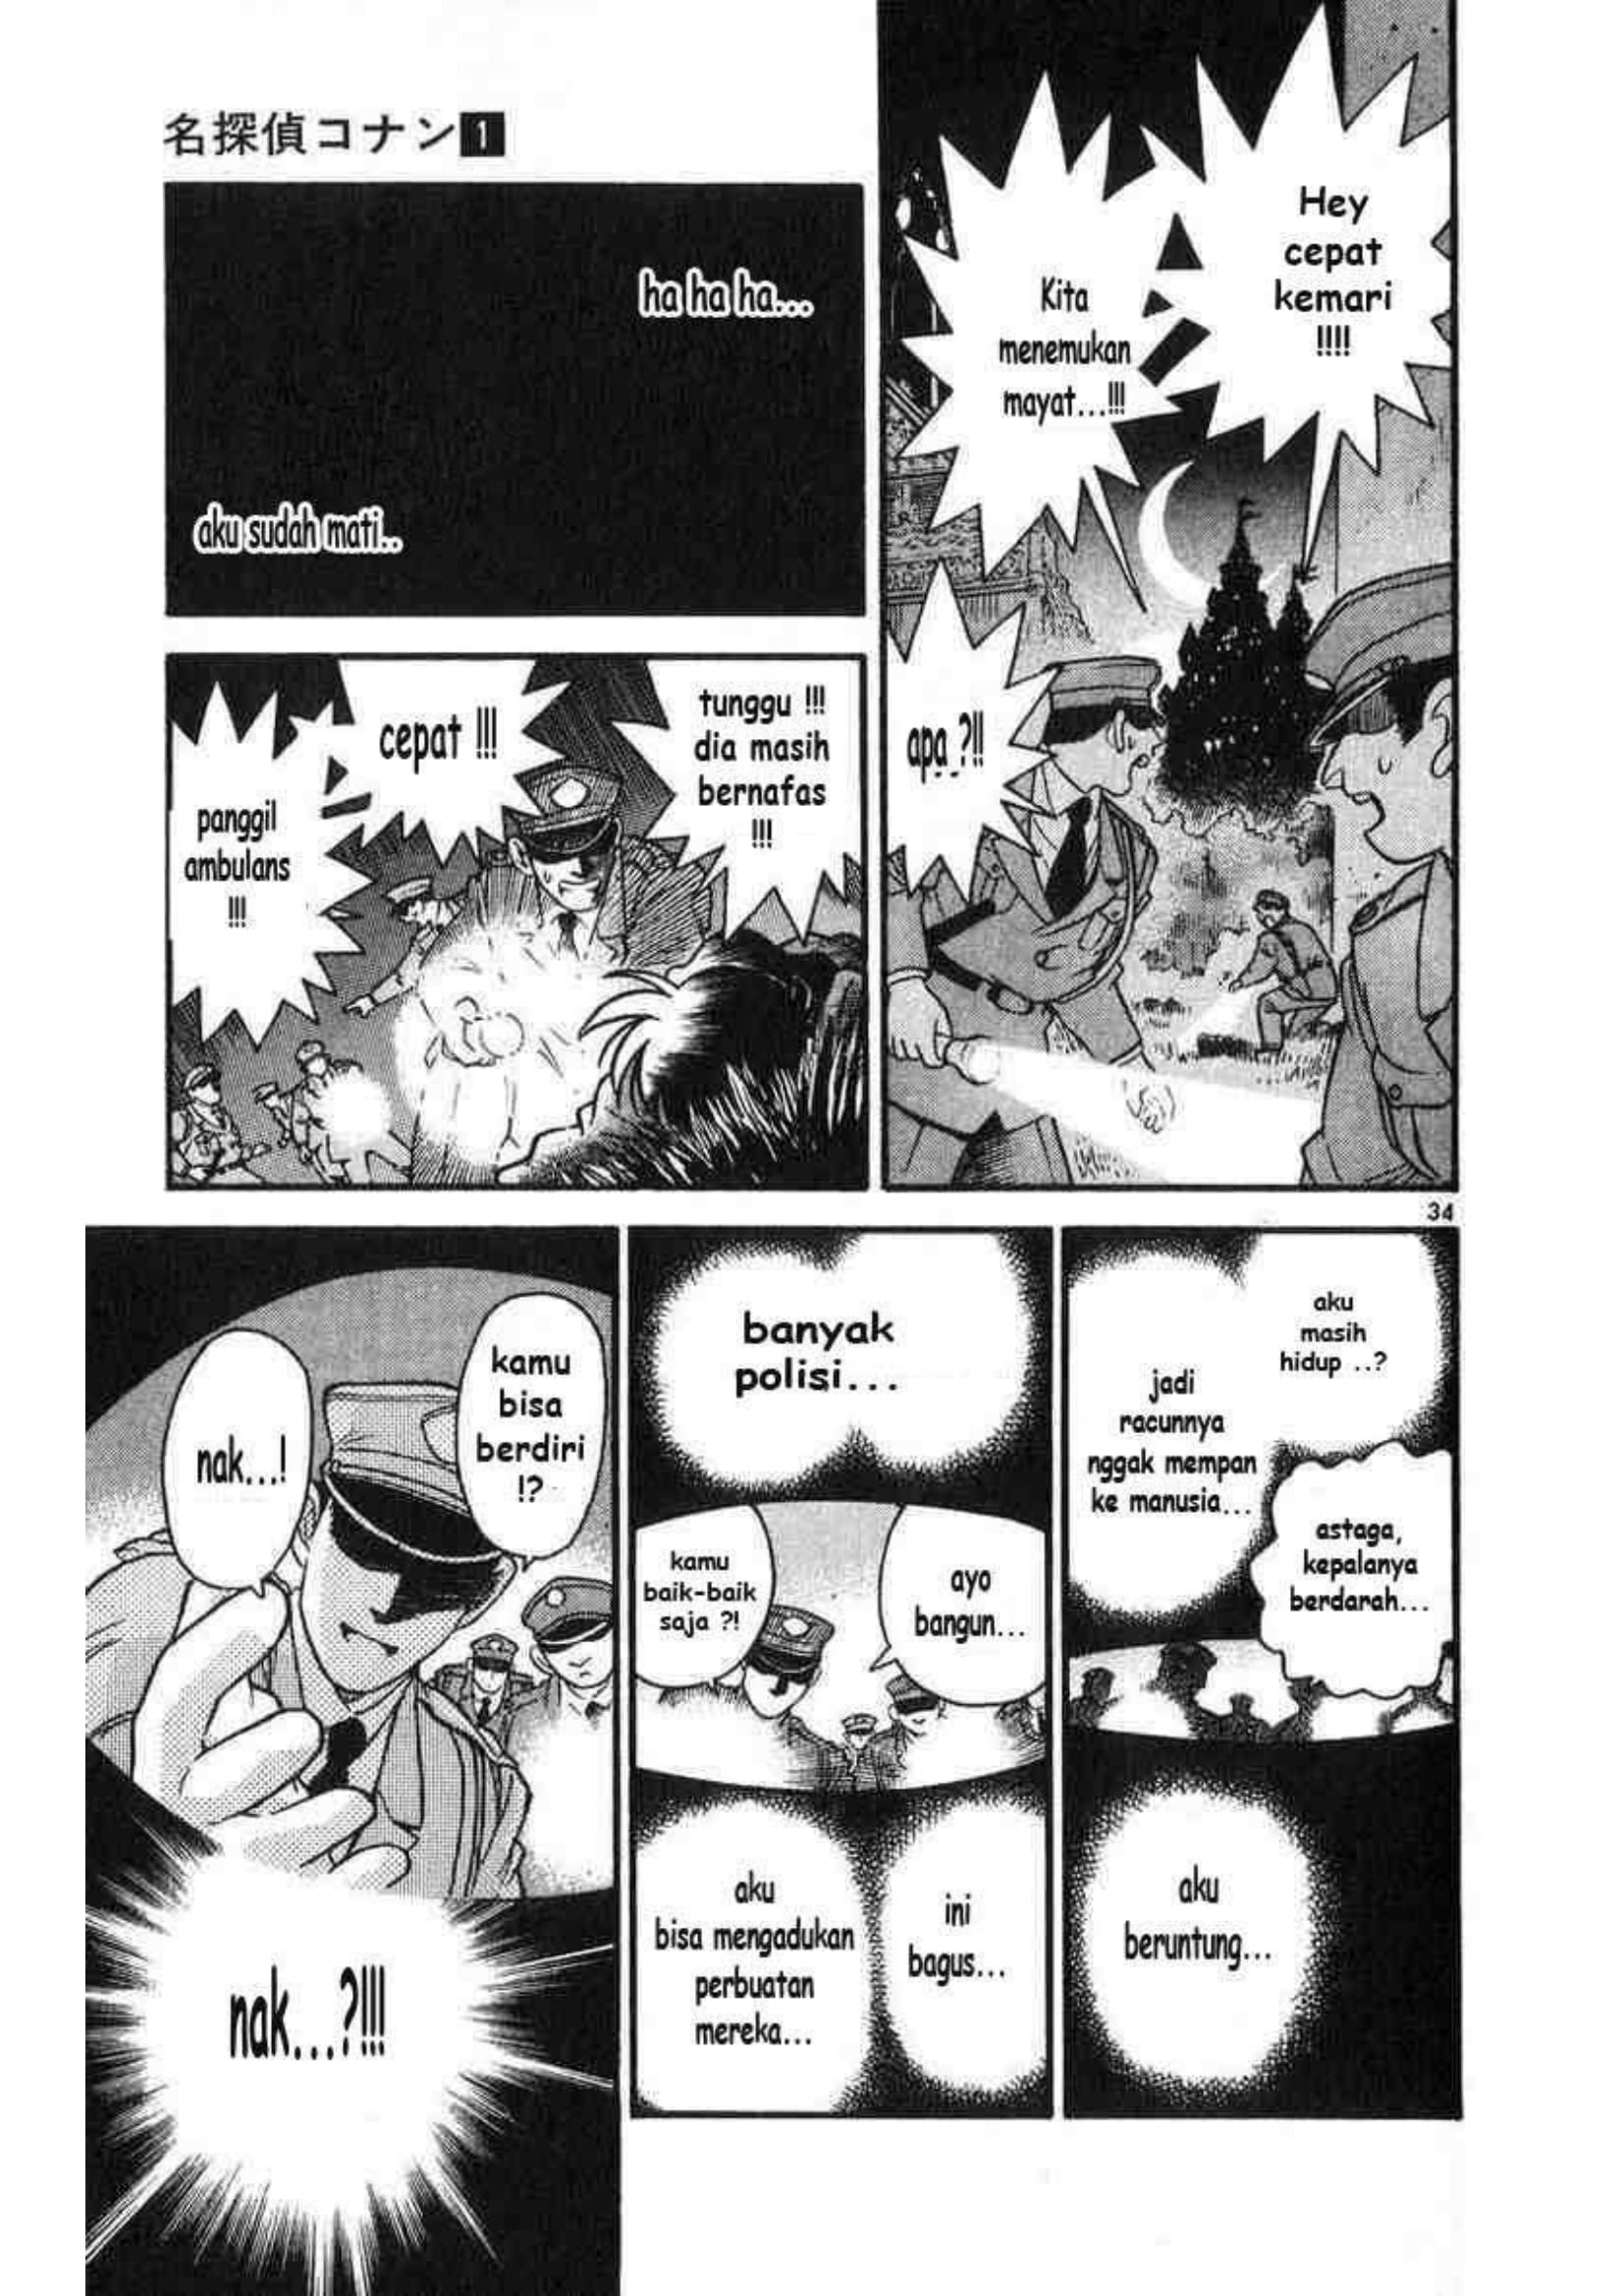 名探偵コナン1
Hey
cepat
kemari
!!!!
Kita
menemukan
mayat...!!!
apa ?!!
ha ha ha...
aku sudah mati..
tunggu !!!
dia masih
bernafas
!!!
cepat !!!
panggil
ambulans
!!!
34
aku
masih
hidup ..?
jadi
racunnya
nggak mempan
ke manusia...
astaga,
kepalanya
berdarah...
aku
beruntung...
banyak
polisi...
ayo
bangun...
kamu
baik-baik
saja ?!
ini
bagus...
aku
bisa mengadukan
perbuatan
mereka...
kamu
bisa
berdiri
!?
nak...!
nak...?!!!